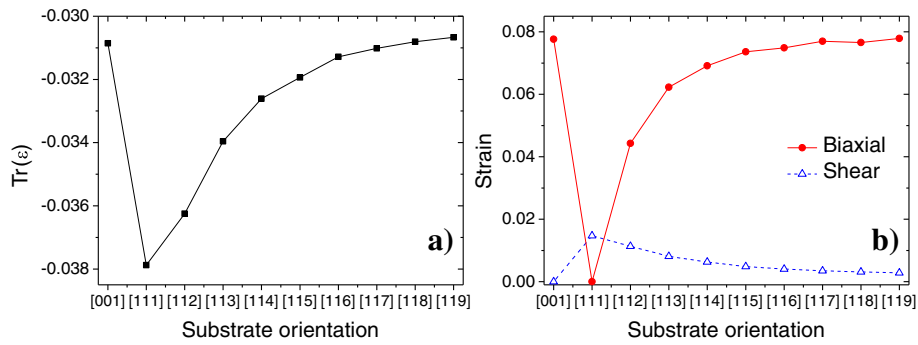 -0.030
-0.032
-0.034
-0.036
-0.038
Tr(ε)
a)
[001] [111] [112] [113] [114] [115] [116] [117] [118] [119]
Substrate orientation
0.08
0.06
0.04
0.02
0.00
Strain
Biaxial
Shear
b)
[001] [111] [112] [113] [114] [115] [116] [117] [118] [119]
Substrate orientation